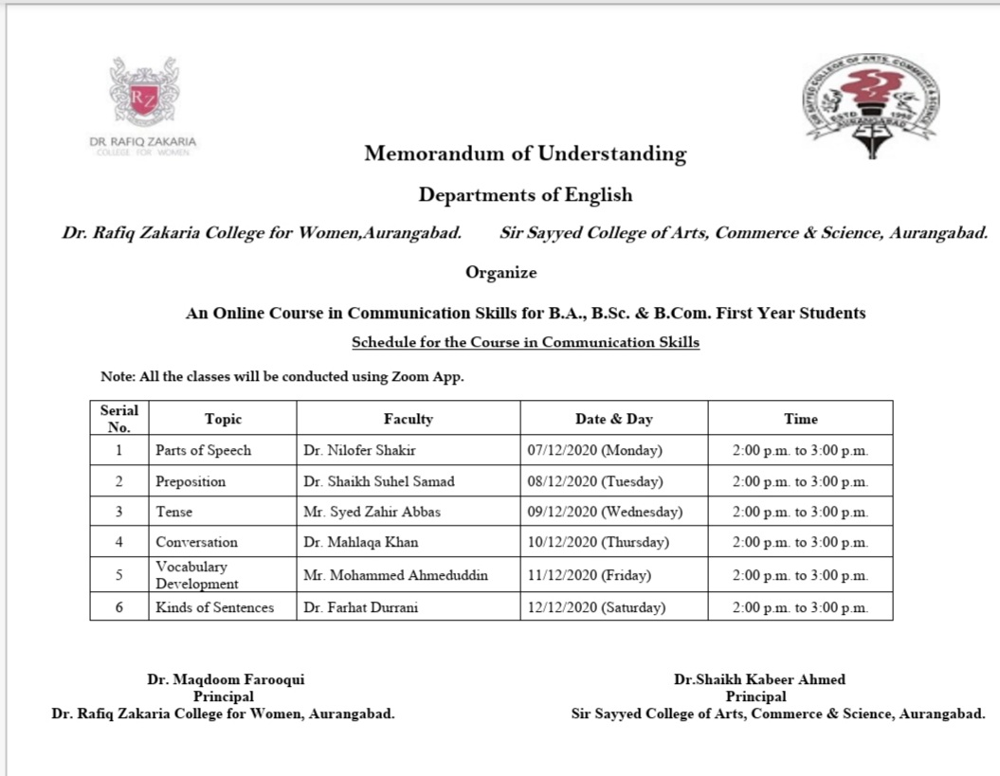 RZ
DR. RAFIQ ZAKARIA
COLLEGE FOR WOMEN
SIR SAYYED COLLEGE OF ARTS, COMMERCE & SCIENCE
ESTD 1990
AURANGABAD
Memorandum of Understanding
Departments of English
Dr. Rafiq Zakaria College for Women,Aurangabad. Sir Sayyed College of Arts, Commerce & Science, Aurangabad.
Organize
An Online Course in Communication Skills for B.A., B.Sc. & B.Com. First Year Students
Schedule for the Course in Communication Skills
Note: All the classes will be conducted using Zoom App.
Serial No. Topic Faculty Date & Day Time
1 Parts of Speech Dr. Nilofer Shakir 07/12/2020 (Monday) 2:00 p.m. to 3:00 p.m.
2 Preposition Dr. Shaikh Suhel Samad 08/12/2020 (Tuesday) 2:00 p.m. to 3:00 p.m.
3 Tense Mr. Syed Zahir Abbas 09/12/2020 (Wednesday) 2:00 p.m. to 3:00 p.m.
4 Conversation Dr. Mahlaqa Khan 10/12/2020 (Thursday) 2:00 p.m. to 3:00 p.m.
5 Vocabulary Development Mr. Mohammed Ahmeduddin 11/12/2020 (Friday) 2:00 p.m. to 3:00 p.m.
6 Kinds of Sentences Dr. Farhat Durrani 12/12/2020 (Saturday) 2:00 p.m. to 3:00 p.m.
Dr. Maqdoom Farooqui
Principal
Dr. Rafiq Zakaria College for Women, Aurangabad.
Dr.Shaikh Kabeer Ahmed
Principal
Sir Sayyed College of Arts, Commerce & Science, Aurangabad.